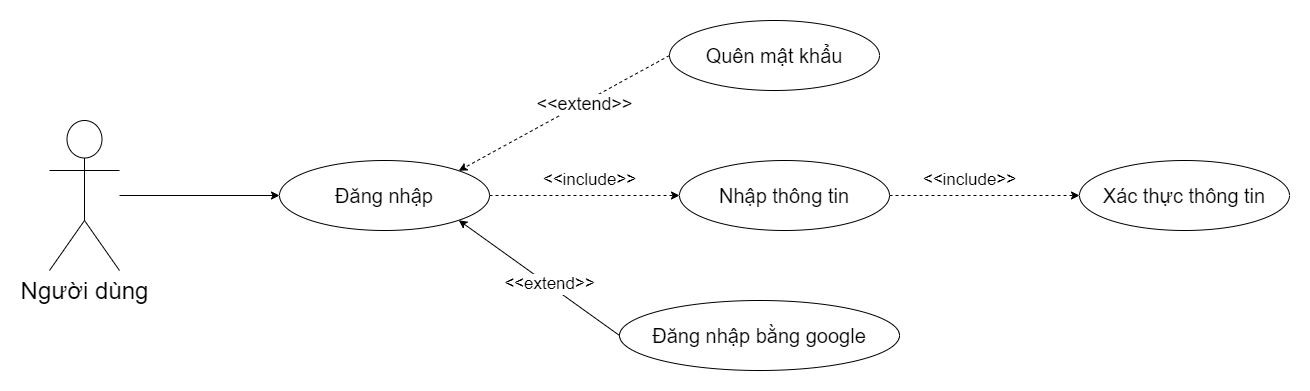 Quên mật khẩu
<<extend>>
Đăng nhập
<<include>>
Nhập thông tin
<<include>>
Xác thực thông tin
Người dùng
<<extend>>
Đăng nhập bằng google